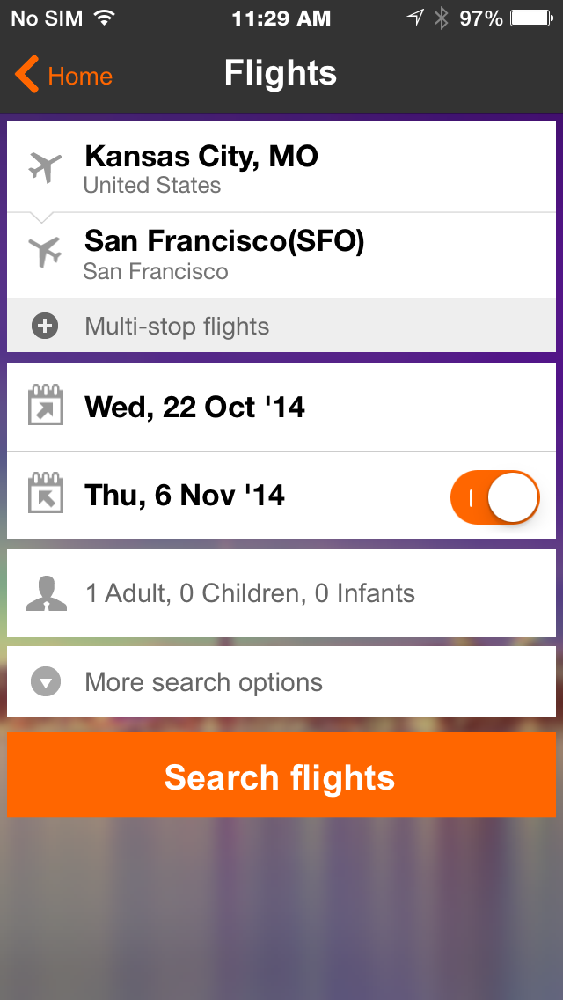 No SIM 11:29 AM 97%
Home Flights
Kansas City, MO
United States
San Francisco(SFO)
San Francisco
Multi-stop flights
Wed, 22 Oct '14
Thu, 6 Nov '14
1 Adult, 0 Children, 0 Infants
More search options
Search flights